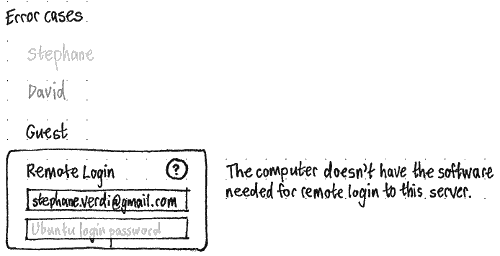 Error cases
Stephane
David
Guest
Remote Login ?
stephane.verdi@gmail.com
Ubuntu login password
The computer doesn't have the software
needed for remote login to this server.